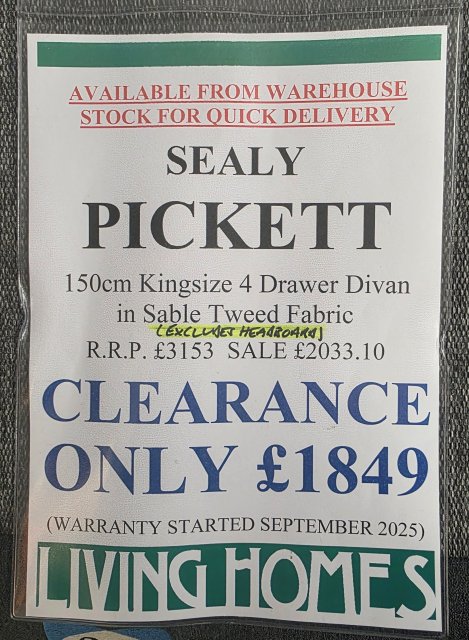 AVAILABLE FROM WAREHOUSE
STOCK FOR QUICK DELIVERY
SEALY
PICKETT
150cm Kingsize 4 Drawer Divan
in Sable Tweed Fabric
(EXCLUDES HEADBOARD)
R.R.P. £3153 SALE £2033.10
CLEARANCE
ONLY £1849
(WARRANTY STARTED SEPTEMBER 2025)
LIVING HOMES